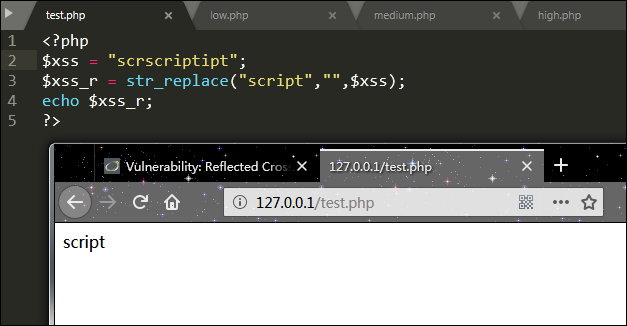 test.php × low.php × medium.php × high.php
1 <?php
2 $xss = "scrscriptipt";
3 $xss_r = str_replace("script","",$xss);
4 echo $xss_r;
5 ?>
Vulnerability: Reflected Cros × 127.0.0.1/test.php × +
127.0.0.1/test.php
script